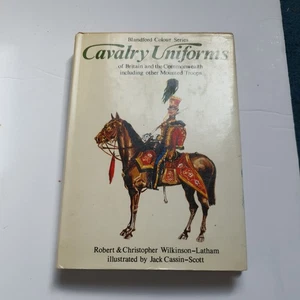 Blandford Colour Series
Cavalry Uniforms
of Britain and the Commonwealth
including other Mounted Troops
Robert & Christopher Wilkinson-Latham
illustrated by Jack Cassin-Scott